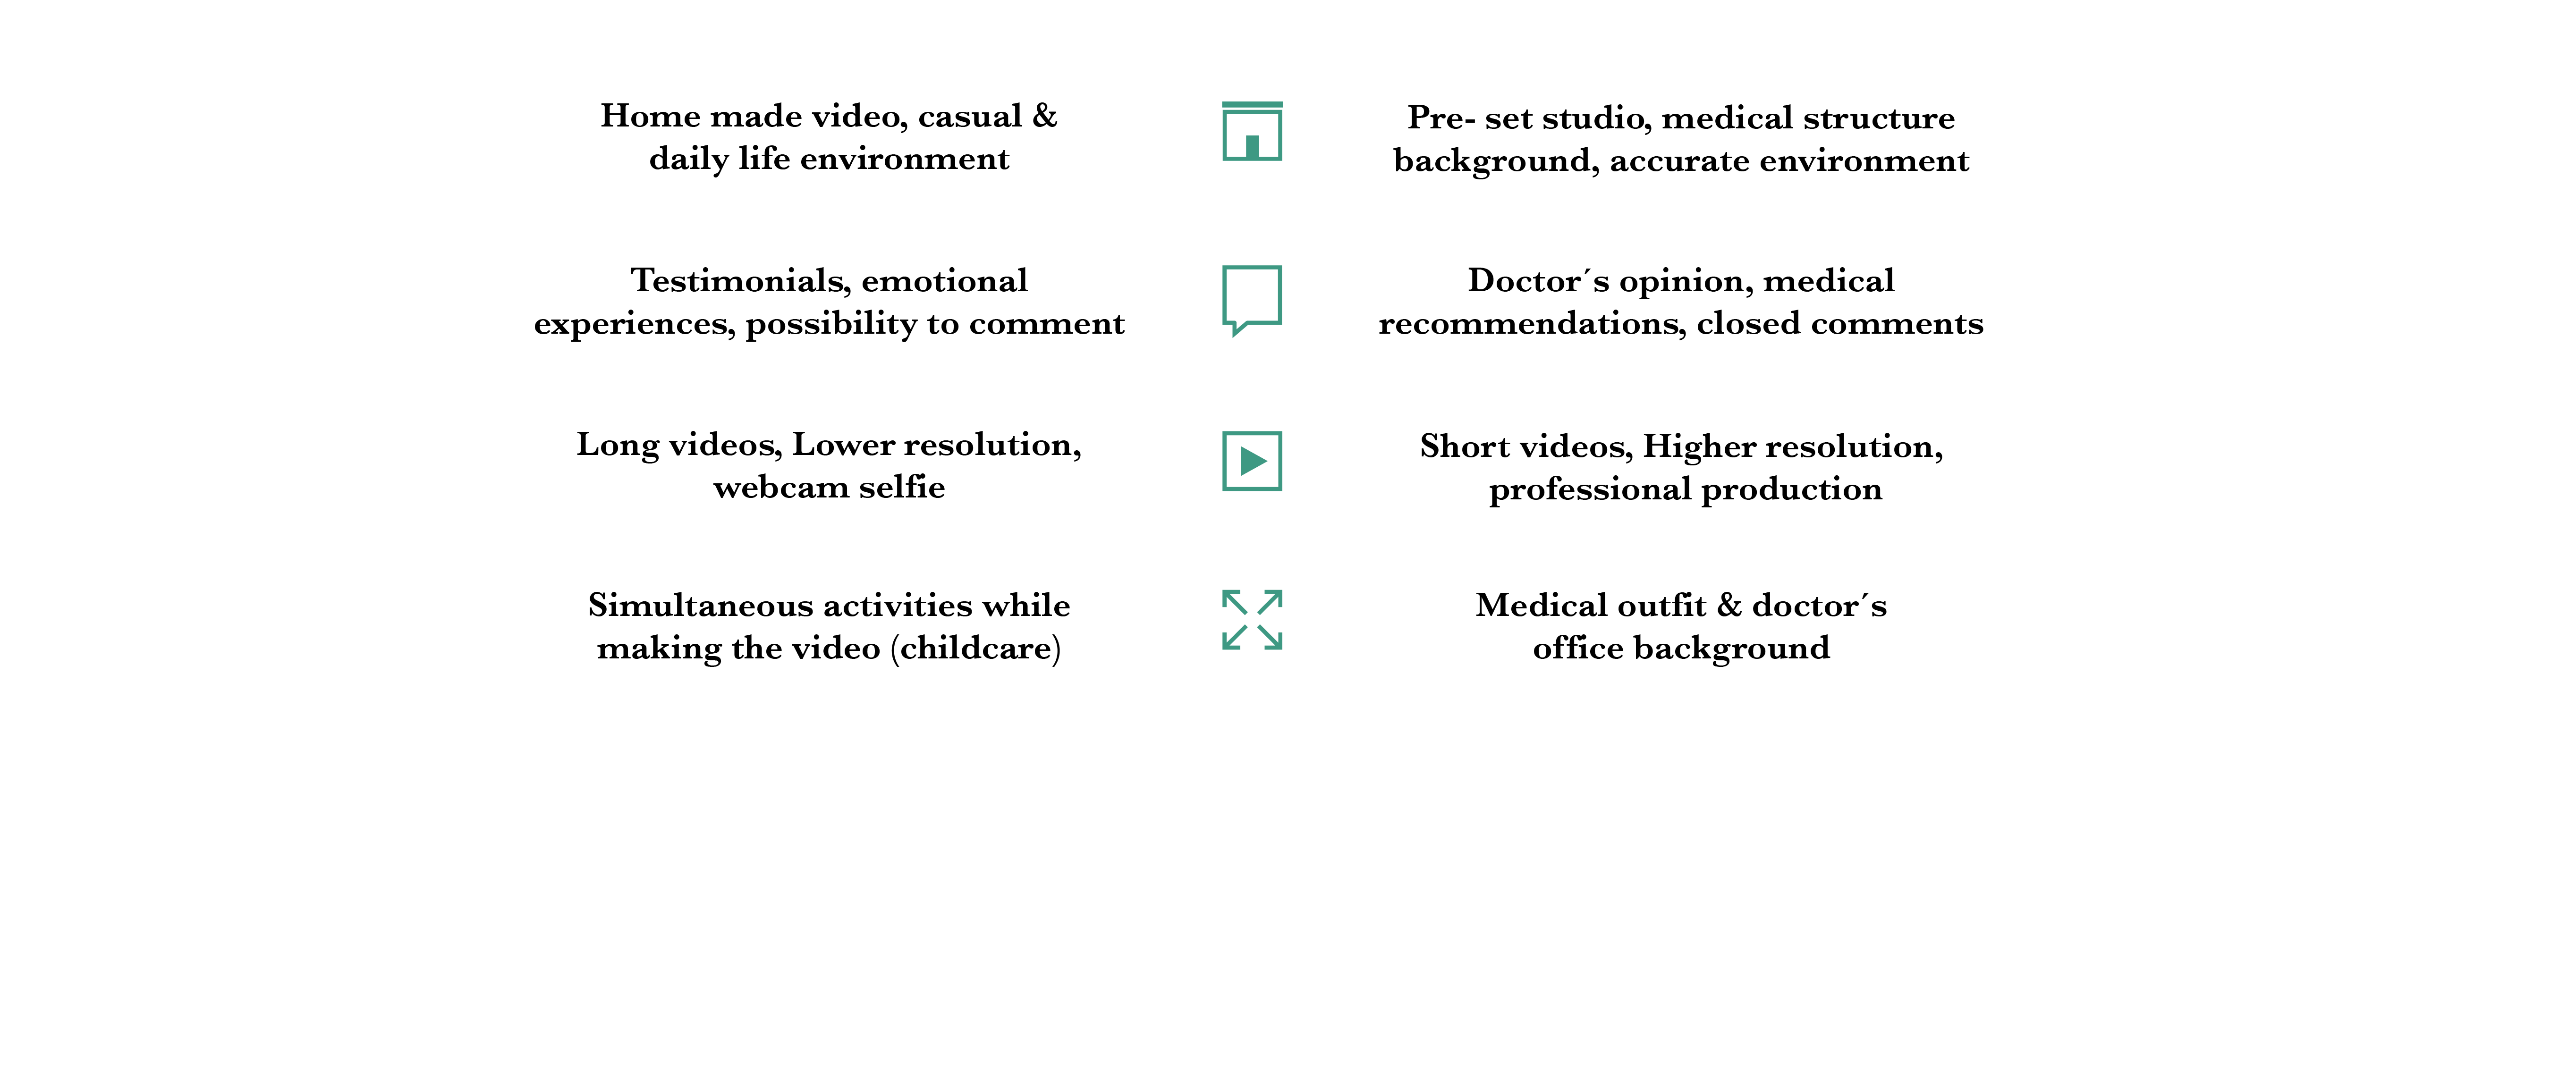 Home made video, casual &
daily life environment
Pre- set studio, medical structure
background, accurate environment
Testimonials, emotional
experiences, possibility to comment
Doctor´s opinion, medical
recommendations, closed comments
Long videos, Lower resolution,
webcam selfie
Short videos, Higher resolution,
professional production
Simultaneous activities while
making the video (childcare)
Medical outfit & doctor´s
office background